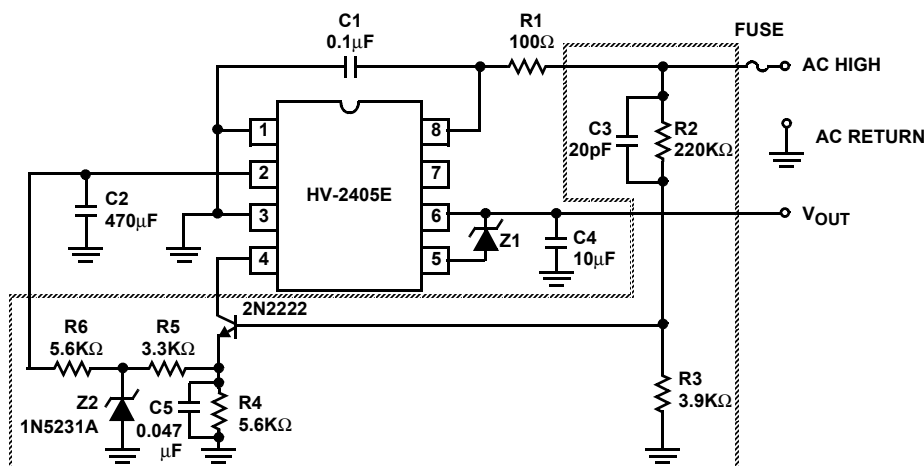 C1
0.1μF
R1
100Ω
FUSE
AC HIGH
C3
20pF
R2
220KΩ
AC RETURN
1
8
2
7
HV-2405E
C2
470μF
3
6
VOUT
Z1
C4
10μF
4
5
2N2222
R6
5.6KΩ
R5
3.3KΩ
Z2
1N5231A
C5
0.047
μF
R4
5.6KΩ
R3
3.9KΩ